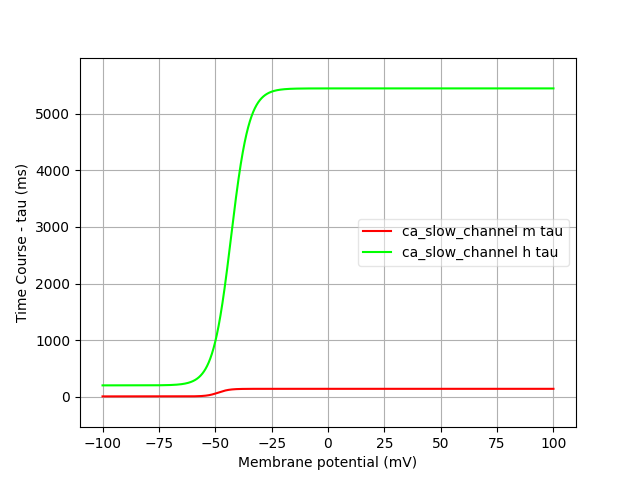 5000
4000
3000
2000
1000
0
Time Course - tau (ms)
ca_slow_channel m tau
ca_slow_channel h tau
−100 −75 −50 −25 0 25 50 75 100
Membrane potential (mV)